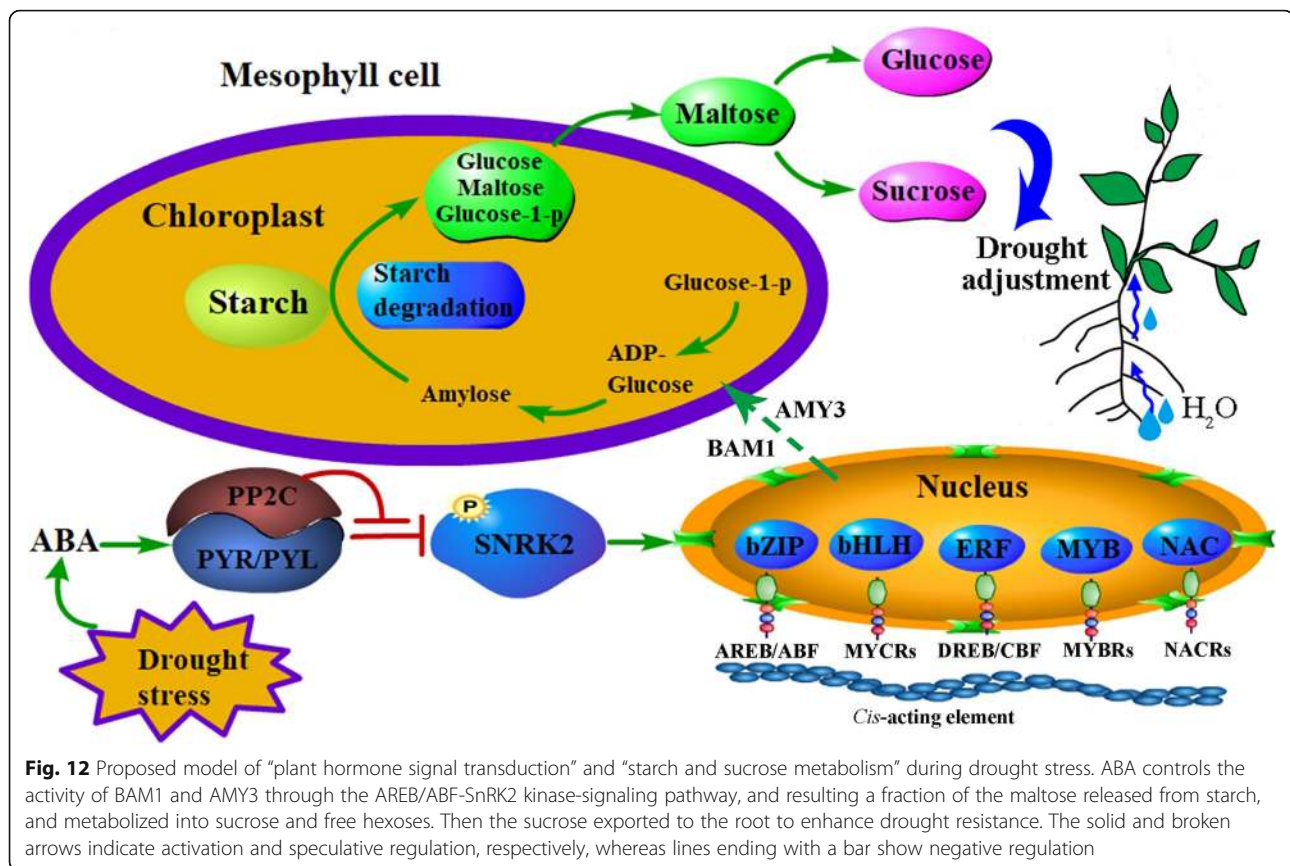 Mesophyll cell
Glucose
Maltose
Sucrose
Glucose
Maltose
Glucose-1-p
Chloroplast
Starch
Starch
degradation
Glucose-1-p
ADP-
Glucose
Amylose
Drought
adjustment
H₂O
AMY3
BAM1
Nucleus
PP2C
PYR/PYL
ABA
P
SNRK2
bZIP
bHLH
ERF
MYB
NAC
AREB/ABF
MYCRs
DREB/CBF
MYBRs
NACRs
Cis-acting element
Drought
stress
Fig. 12 Proposed model of “plant hormone signal transduction” and “starch and sucrose metabolism” during drought stress. ABA controls the
activity of BAM1 and AMY3 through the AREB/ABF-SnRK2 kinase-signaling pathway, and resulting a fraction of the maltose released from starch,
and metabolized into sucrose and free hexoses. Then the sucrose exported to the root to enhance drought resistance. The solid and broken
arrows indicate activation and speculative regulation, respectively, whereas lines ending with a bar show negative regulation